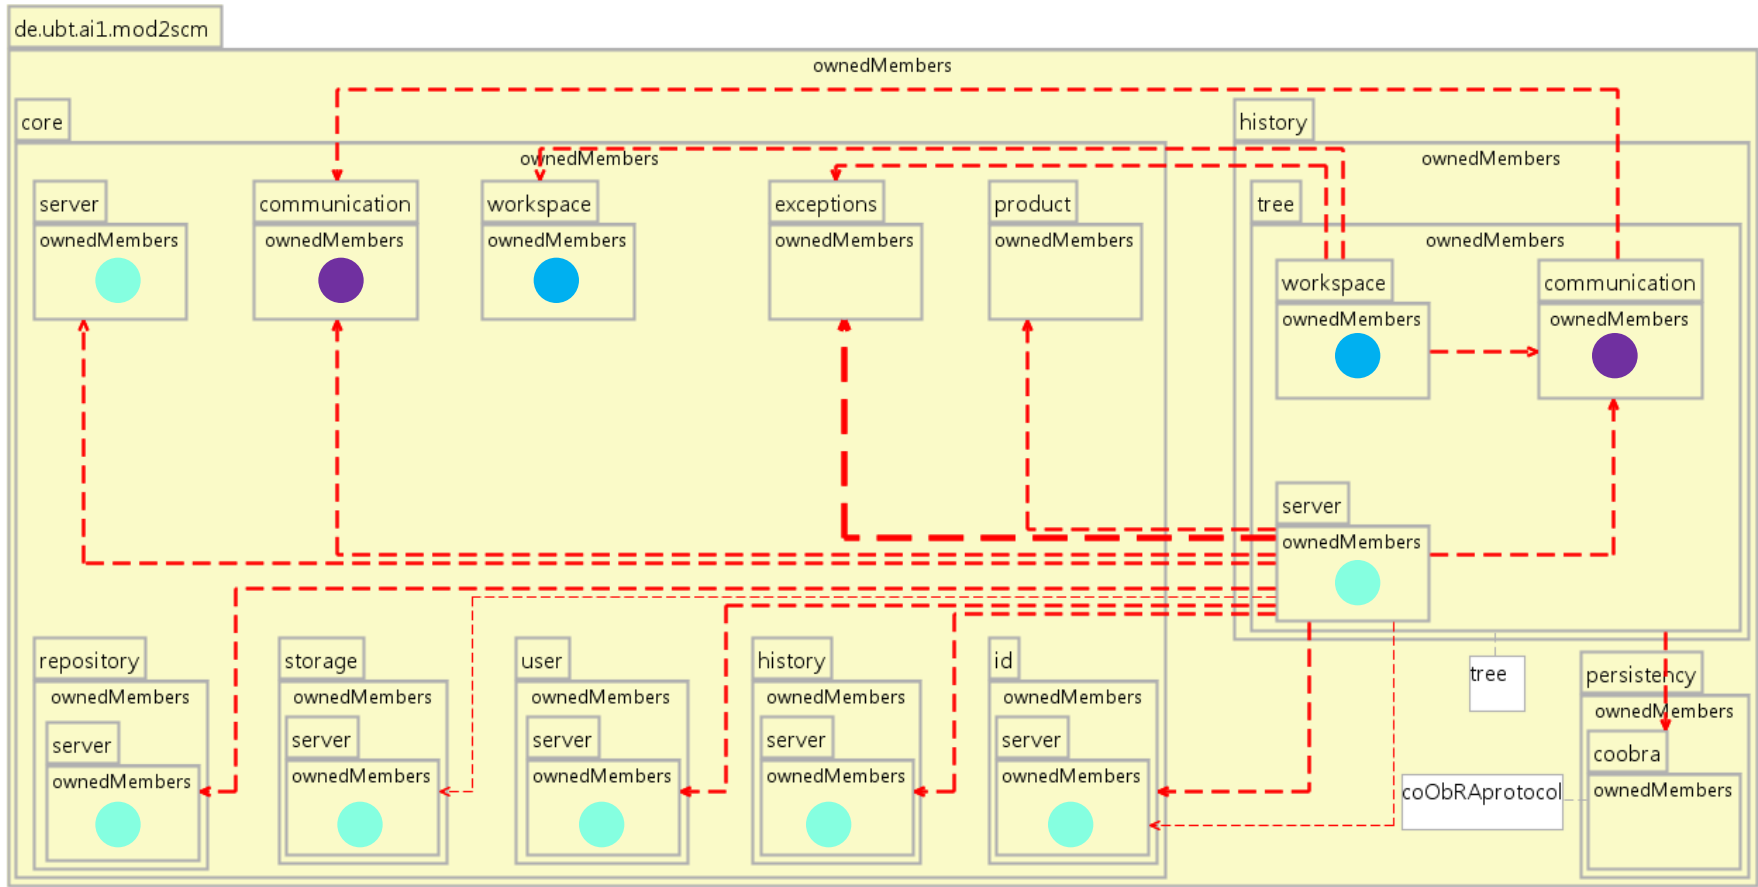 de.ubt.ai1.mod2scm
ownedMembers
core
history
ownedMembers
ownedMembers
server
communication
workspace
exceptions
product
tree
ownedMembers
ownedMembers
ownedMembers
ownedMembers
ownedMembers
ownedMembers
workspace
communication
ownedMembers
ownedMembers
server
ownedMembers
repository
storage
user
history
id
tree
persistency
ownedMembers
ownedMembers
ownedMembers
ownedMembers
ownedMembers
ownedMembers
server
server
server
server
server
coobra
ownedMembers
ownedMembers
ownedMembers
ownedMembers
ownedMembers
coObRAprotocol
ownedMembers